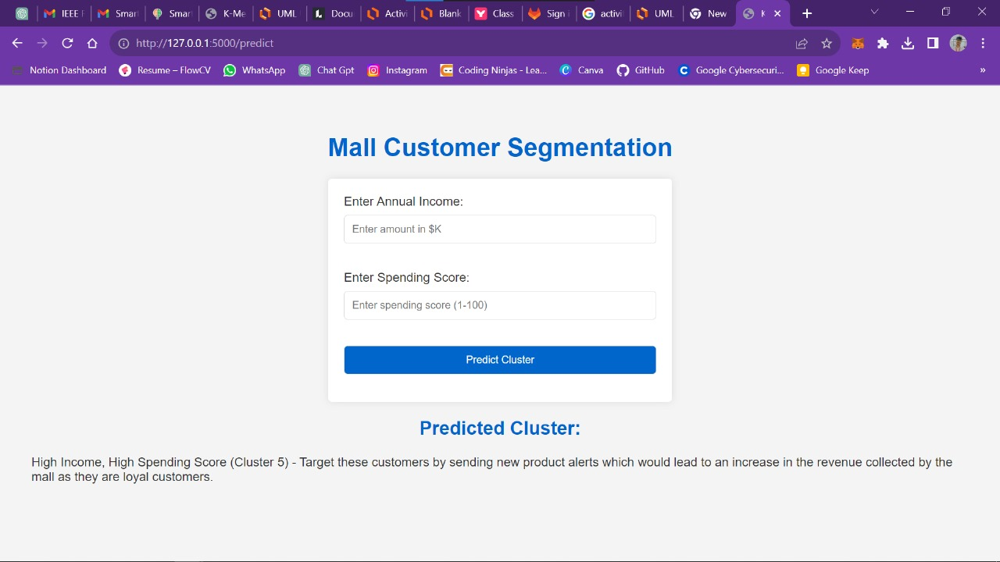 IEEE
Smart
Smart
K-Me
UML
Docu
Activi
Blank
Class
Sign i
activi
UML
New
http://127.0.0.1:5000/predict
Notion Dashboard
Resume – FlowCV
WhatsApp
Chat Gpt
Instagram
Coding Ninjas - Lea...
Canva
GitHub
Google Cybersecuri...
Google Keep
»
Mall Customer Segmentation
Enter Annual Income:
Enter amount in $K
Enter Spending Score:
Enter spending score (1-100)
Predict Cluster
Predicted Cluster:
High Income, High Spending Score (Cluster 5) - Target these customers by sending new product alerts which would lead to an increase in the revenue collected by the
mall as they are loyal customers.